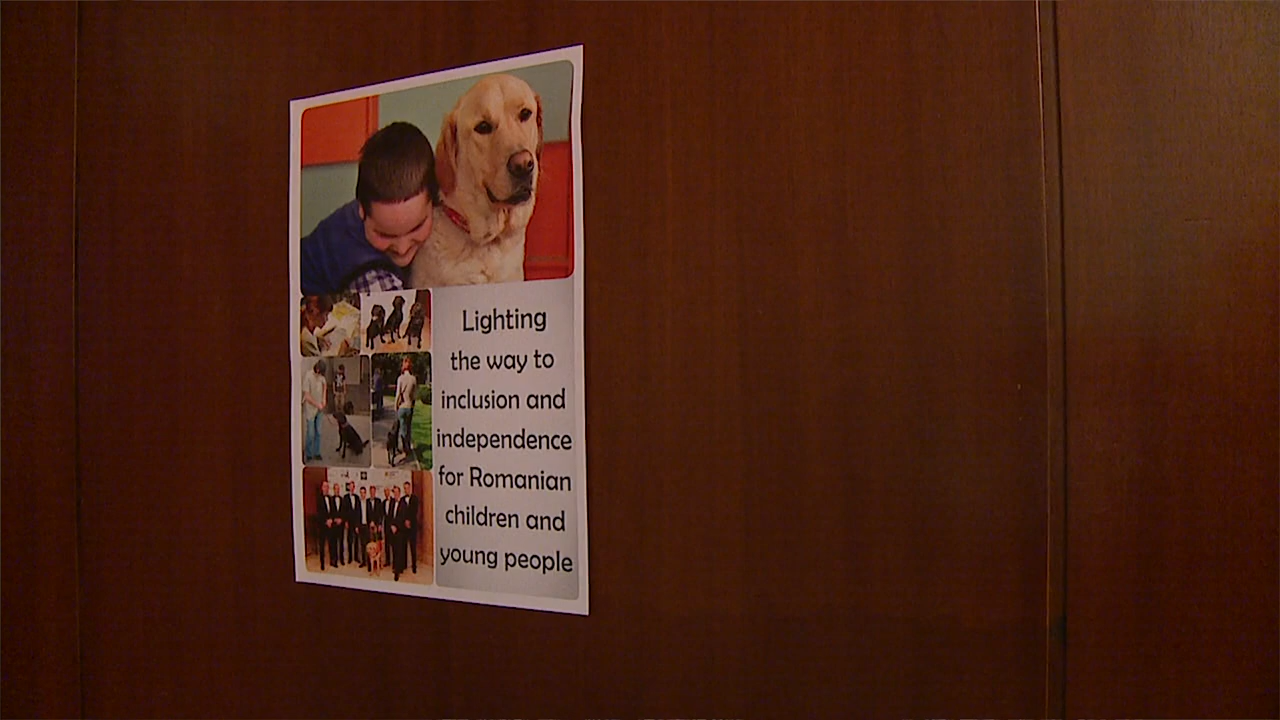 Lighting
the way to
inclusion and
independence
for Romanian
children and
young people